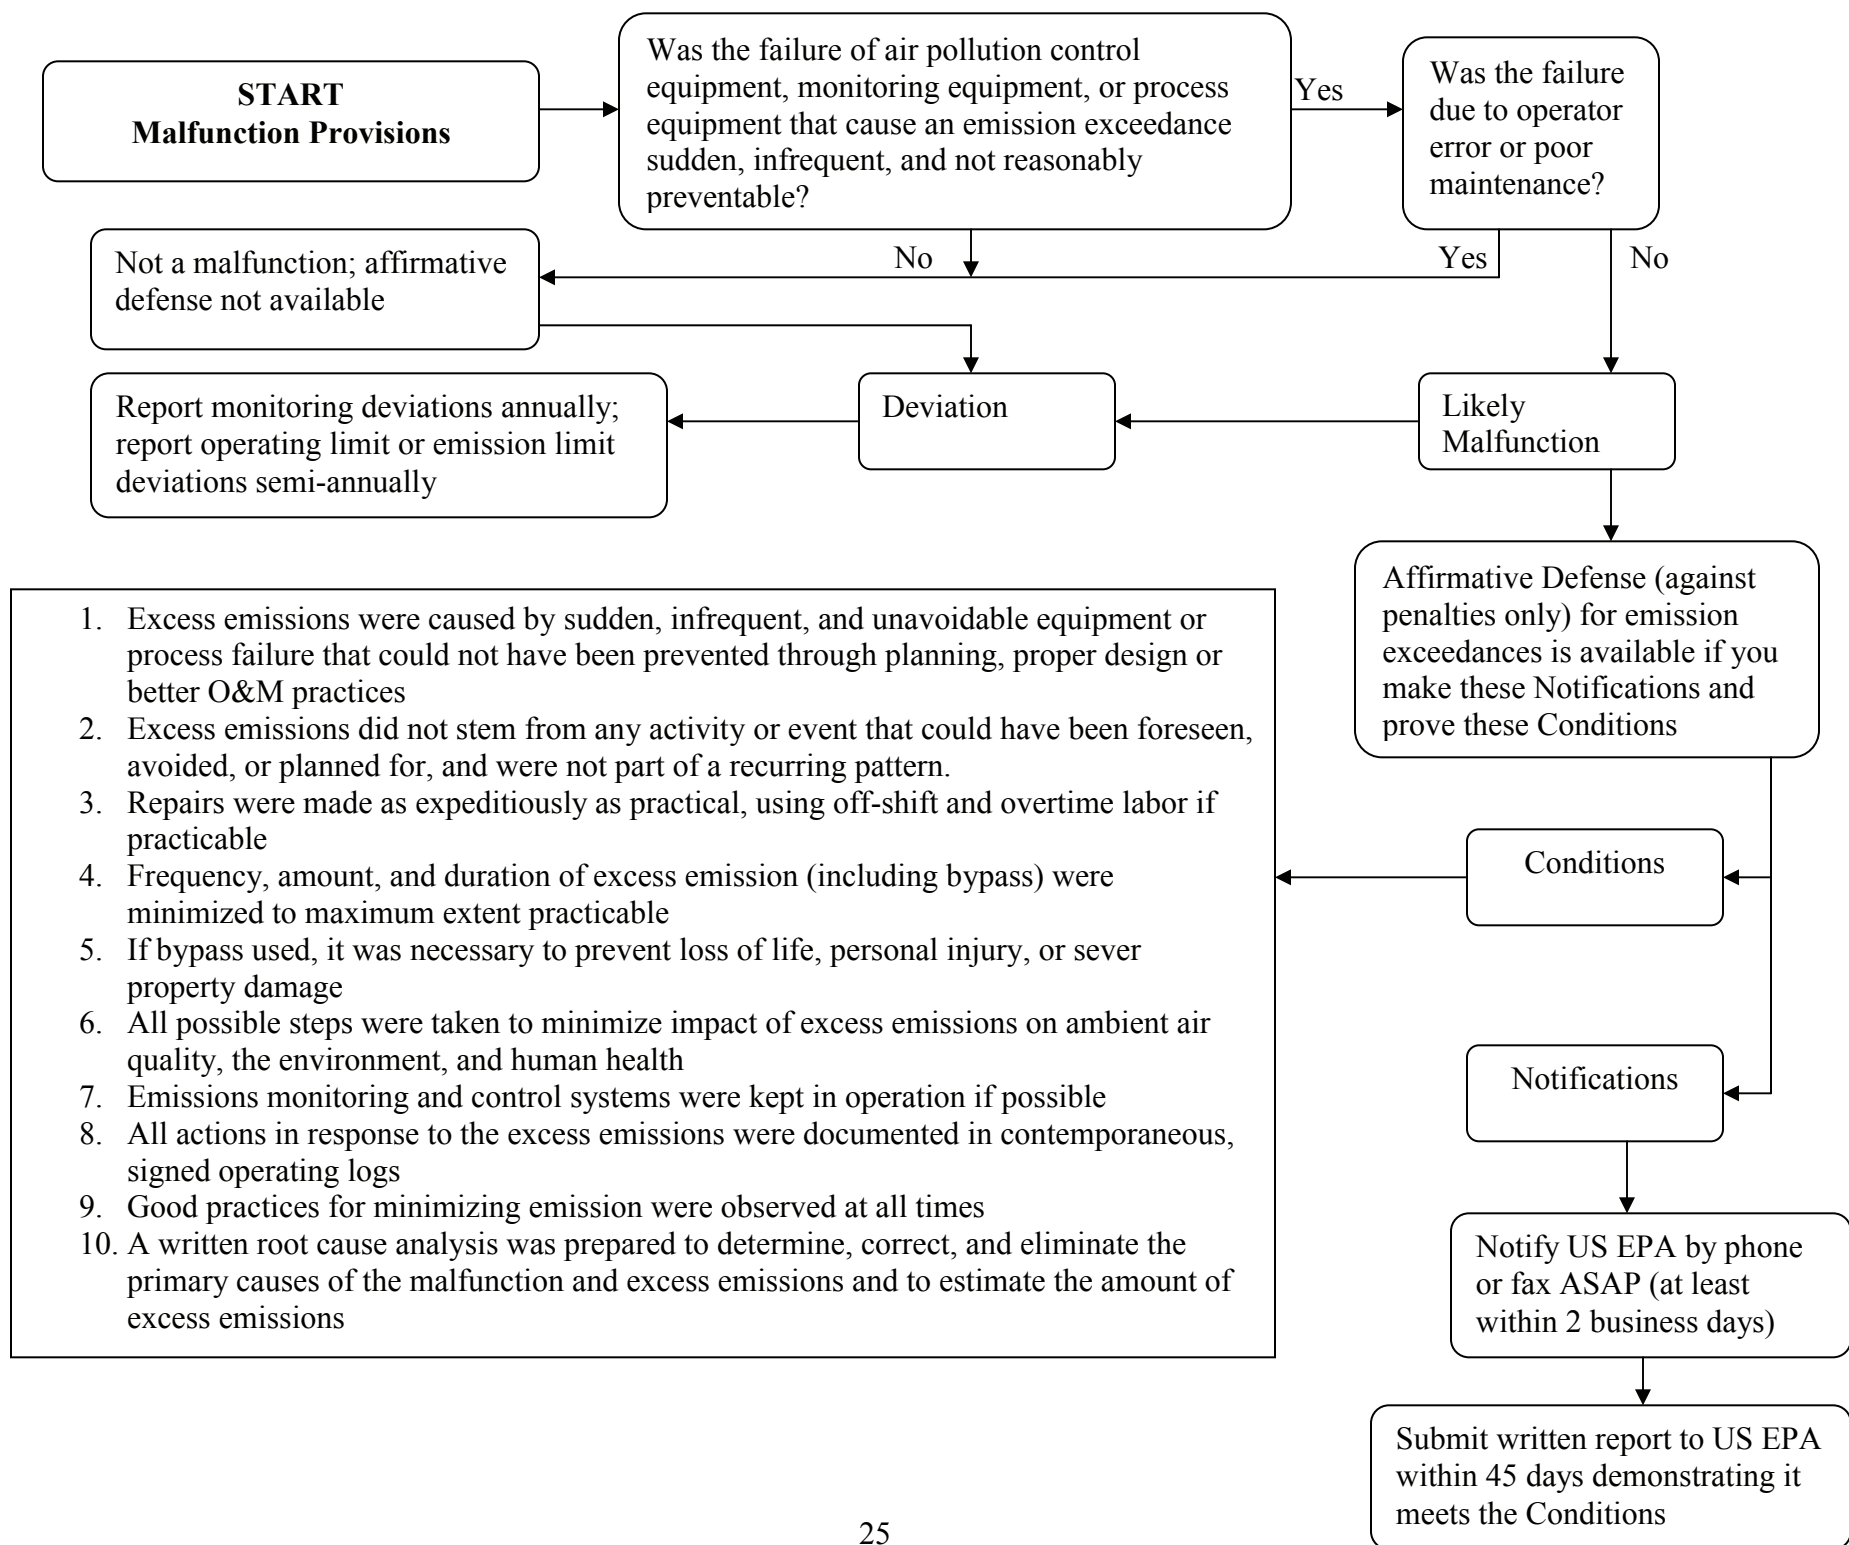 START
Malfunction Provisions
Was the failure of air pollution control
equipment, monitoring equipment, or process
equipment that cause an emission exceedance
sudden, infrequent, and not reasonably
preventable?
Yes
Was the failure
due to operator
error or poor
maintenance?
No
Yes
No
Not a malfunction; affirmative
defense not available
Report monitoring deviations annually;
report operating limit or emission limit
deviations semi-annually
Deviation
Likely
Malfunction
Affirmative Defense (against
penalties only) for emission
exceedances is available if you
make these Notifications and
prove these Conditions
1. Excess emissions were caused by sudden, infrequent, and unavoidable equipment or
process failure that could not have been prevented through planning, proper design or
better O&M practices
2. Excess emissions did not stem from any activity or event that could have been foreseen,
avoided, or planned for, and were not part of a recurring pattern.
3. Repairs were made as expeditiously as practical, using off-shift and overtime labor if
practicable
4. Frequency, amount, and duration of excess emission (including bypass) were
minimized to maximum extent practicable
5. If bypass used, it was necessary to prevent loss of life, personal injury, or sever
property damage
6. All possible steps were taken to minimize impact of excess emissions on ambient air
quality, the environment, and human health
7. Emissions monitoring and control systems were kept in operation if possible
8. All actions in response to the excess emissions were documented in contemporaneous,
signed operating logs
9. Good practices for minimizing emission were observed at all times
10. A written root cause analysis was prepared to determine, correct, and eliminate the
primary causes of the malfunction and excess emissions and to estimate the amount of
excess emissions
Conditions
Notifications
Notify US EPA by phone
or fax ASAP (at least
within 2 business days)
Submit written report to US EPA
within 45 days demonstrating it
meets the Conditions
25